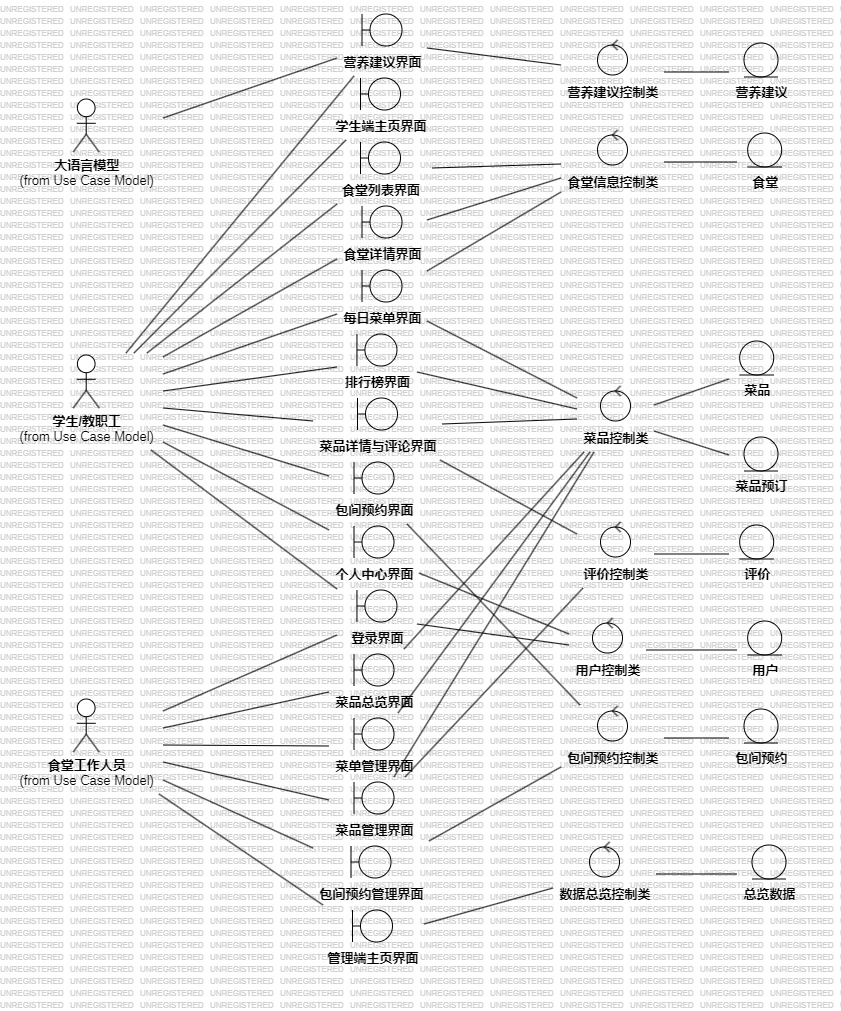 营养建议界面
营养建议控制类
营养建议
学生端主页界面
大语言模型
(from Use Case Model)
食堂列表界面
食堂信息控制类
食堂
食堂详情界面
每日菜单界面
排行榜界面
菜品
学生/教职工
(from Use Case Model)
菜品详情与评论界面
菜品控制类
菜品预订
包间预约界面
个人中心界面
评价控制类
评价
登录界面
用户控制类
用户
菜品总览界面
食堂工作人员
(from Use Case Model)
菜单管理界面
包间预约控制类
包间预约
菜品管理界面
包间预约管理界面
数据总览控制类
总览数据
管理端主页界面
UNREGISTERED